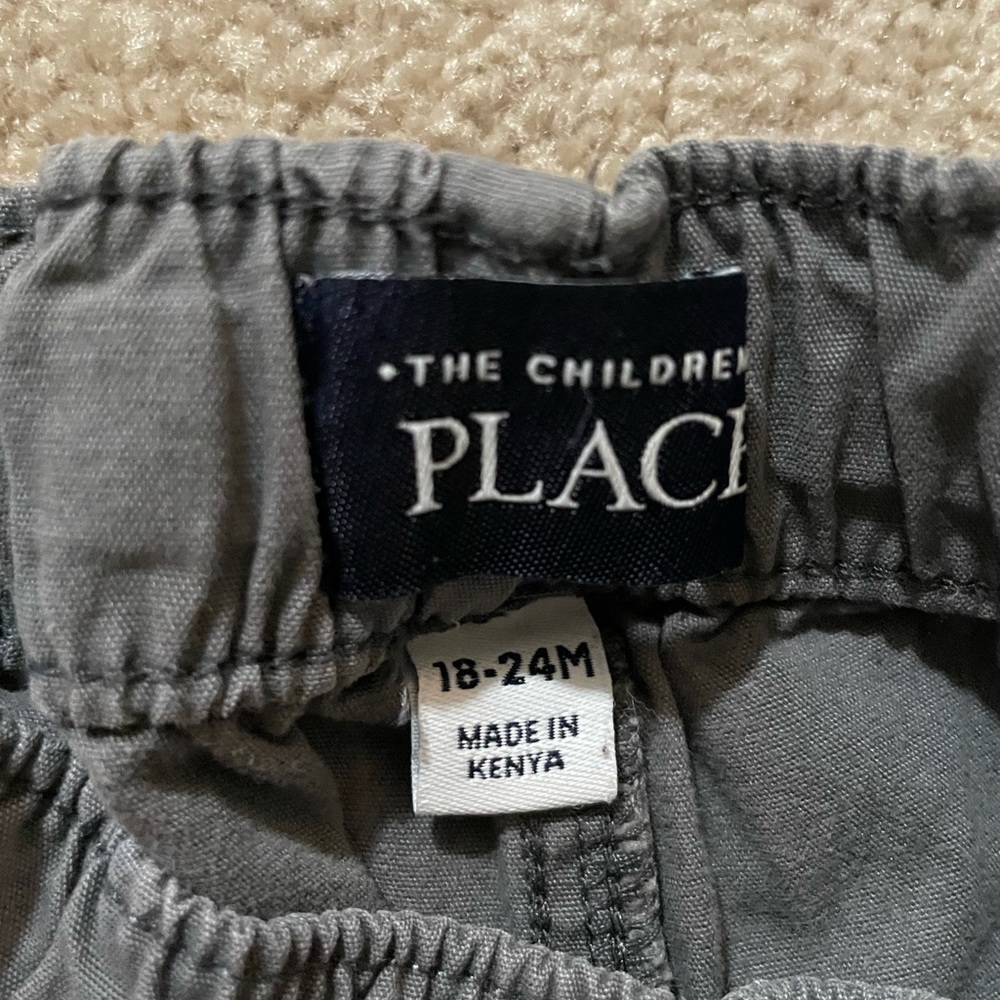 •THE CHILDREN
PLACE
18-24M
MADE IN
KENYA